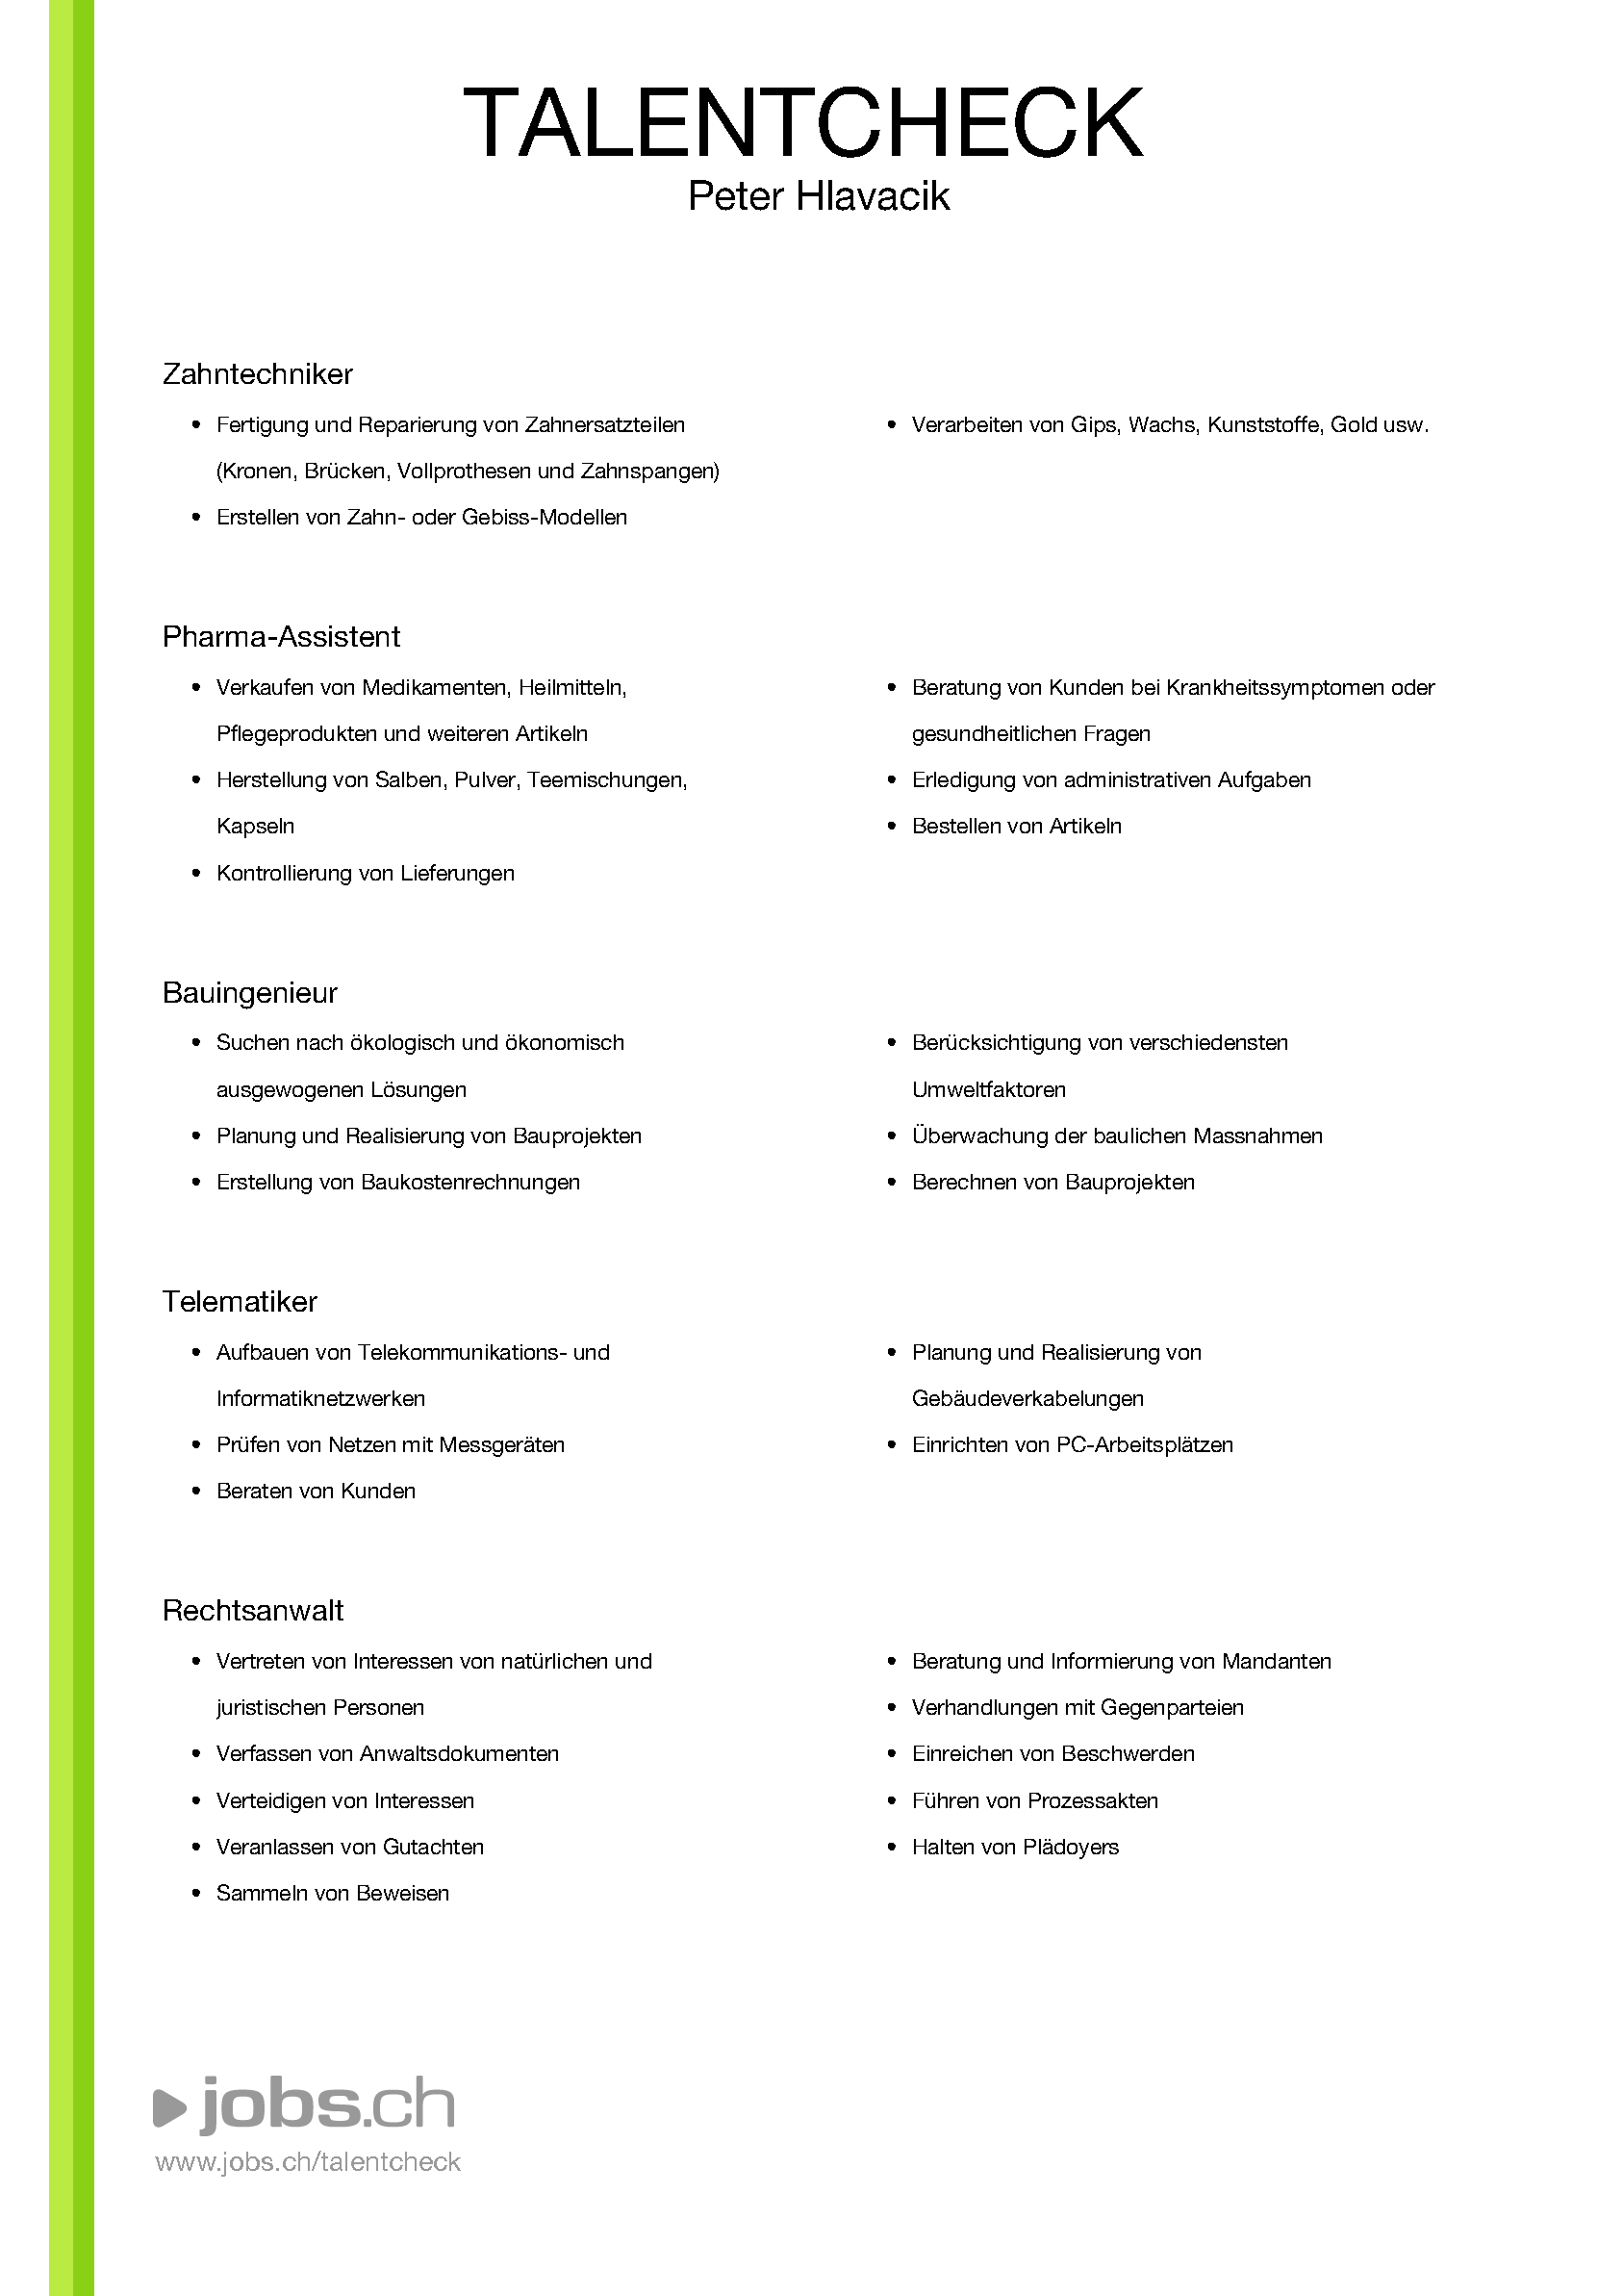 TALENTCHECK
Peter Hlavacik
Zahntechniker
• Fertigung und Reparierung von Zahnersatzteilen
(Kronen, Brücken, Vollprothesen und Zahnspangen)
• Erstellen von Zahn- oder Gebiss-Modellen
• Verarbeiten von Gips, Wachs, Kunststoffe, Gold usw.
Pharma-Assistent
• Verkaufen von Medikamenten, Heilmitteln,
Pflegeprodukten und weiteren Artikeln
• Herstellung von Salben, Pulver, Teemischungen,
Kapseln
• Kontrollierung von Lieferungen
• Beratung von Kunden bei Krankheitssymptomen oder
gesundheitlichen Fragen
• Erledigung von administrativen Aufgaben
• Bestellen von Artikeln
Bauingenieur
• Suchen nach ökologisch und ökonomisch
ausgewogenen Lösungen
• Planung und Realisierung von Bauprojekten
• Erstellung von Baukostenrechnungen
• Berücksichtigung von verschiedensten
Umweltfaktoren
• Überwachung der baulichen Massnahmen
• Berechnen von Bauprojekten
Telematiker
• Aufbauen von Telekommunikations- und
Informatiknetzwerken
• Prüfen von Netzen mit Messgeräten
• Beraten von Kunden
• Planung und Realisierung von
Gebäudeverkabelungen
• Einrichten von PC-Arbeitsplätzen
Rechtsanwalt
• Vertreten von Interessen von natürlichen und
juristischen Personen
• Verfassen von Anwaltsdokumenten
• Verteidigen von Interessen
• Veranlassen von Gutachten
• Sammeln von Beweisen
• Beratung und Informierung von Mandanten
• Verhandlungen mit Gegenparteien
• Einreichen von Beschwerden
• Führen von Prozessakten
• Halten von Plädoyers
jobs.ch
www.jobs.ch/talentcheck